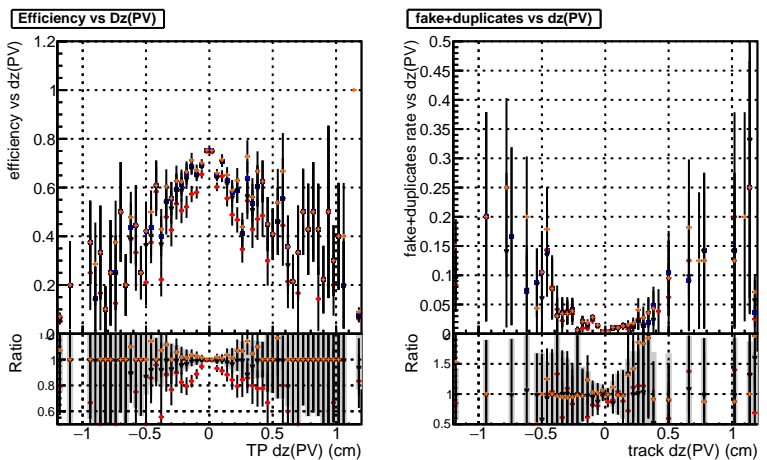 Efficiency vs Dz(PV)
efficiency vs dz(PV)
1.2
1
0.8
0.6
0.4
0.2
0
Ratio
1.2
1
0.8
0.6
−1 −0.5 0 0.5 1
TP dz(PV) (cm)
fake+duplicates vs dz(PV)
fake+duplicates rate vs dz(PV)
0.5
0.45
0.4
0.35
0.3
0.25
0.2
0.15
0.1
0.05
0
Ratio
2
1.5
1
0.5
−1 −0.5 0 0.5 1
track dz(PV) (cm)